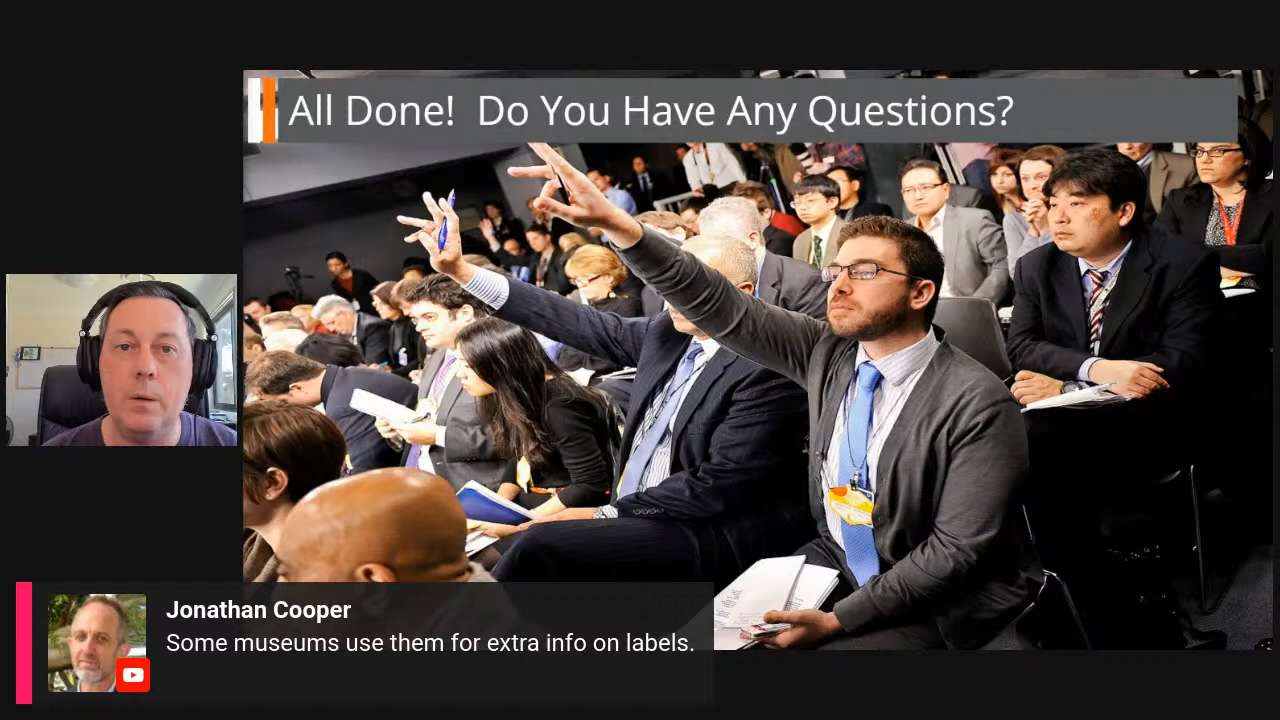 All Done!  Do You Have Any Questions?
Jonathan Cooper
Some museums use them for extra info on labels.